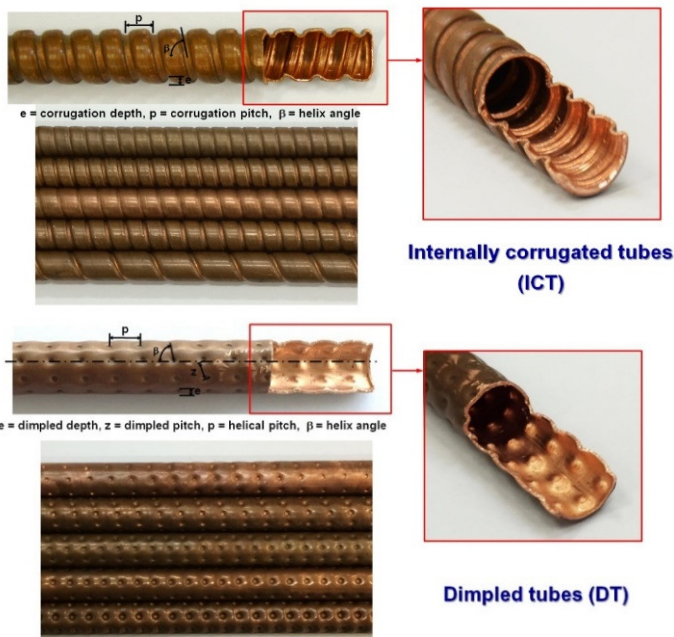 p
β
e
e = corrugation depth, p = corrugation pitch, β = helix angle
Internally corrugated tubes
(ICT)
p
β
z
e
e = dimpled depth, z = dimpled pitch, p = helical pitch, β = helix angle
Dimpled tubes (DT)